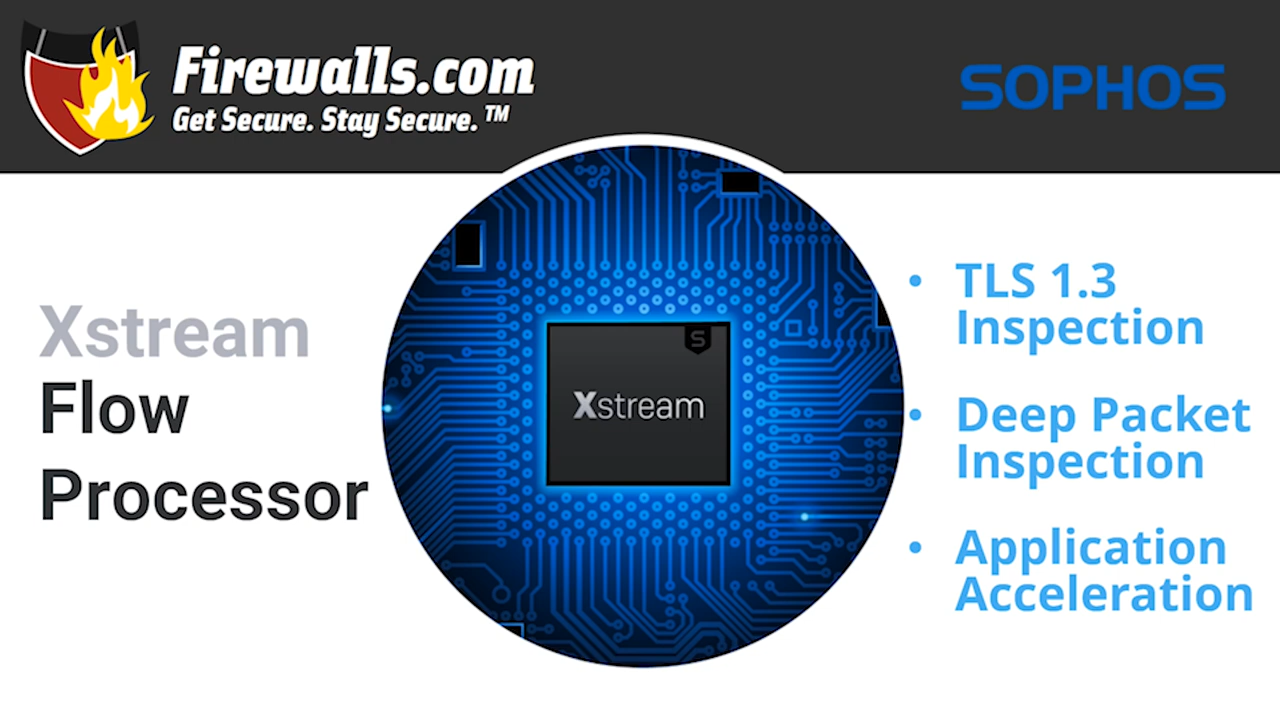 Firewalls.com
Get Secure. Stay Secure.™
SOPHOS
Xstream
Flow
Processor
S
Xstream
• TLS 1.3
Inspection
• Deep Packet
Inspection
• Application
Acceleration